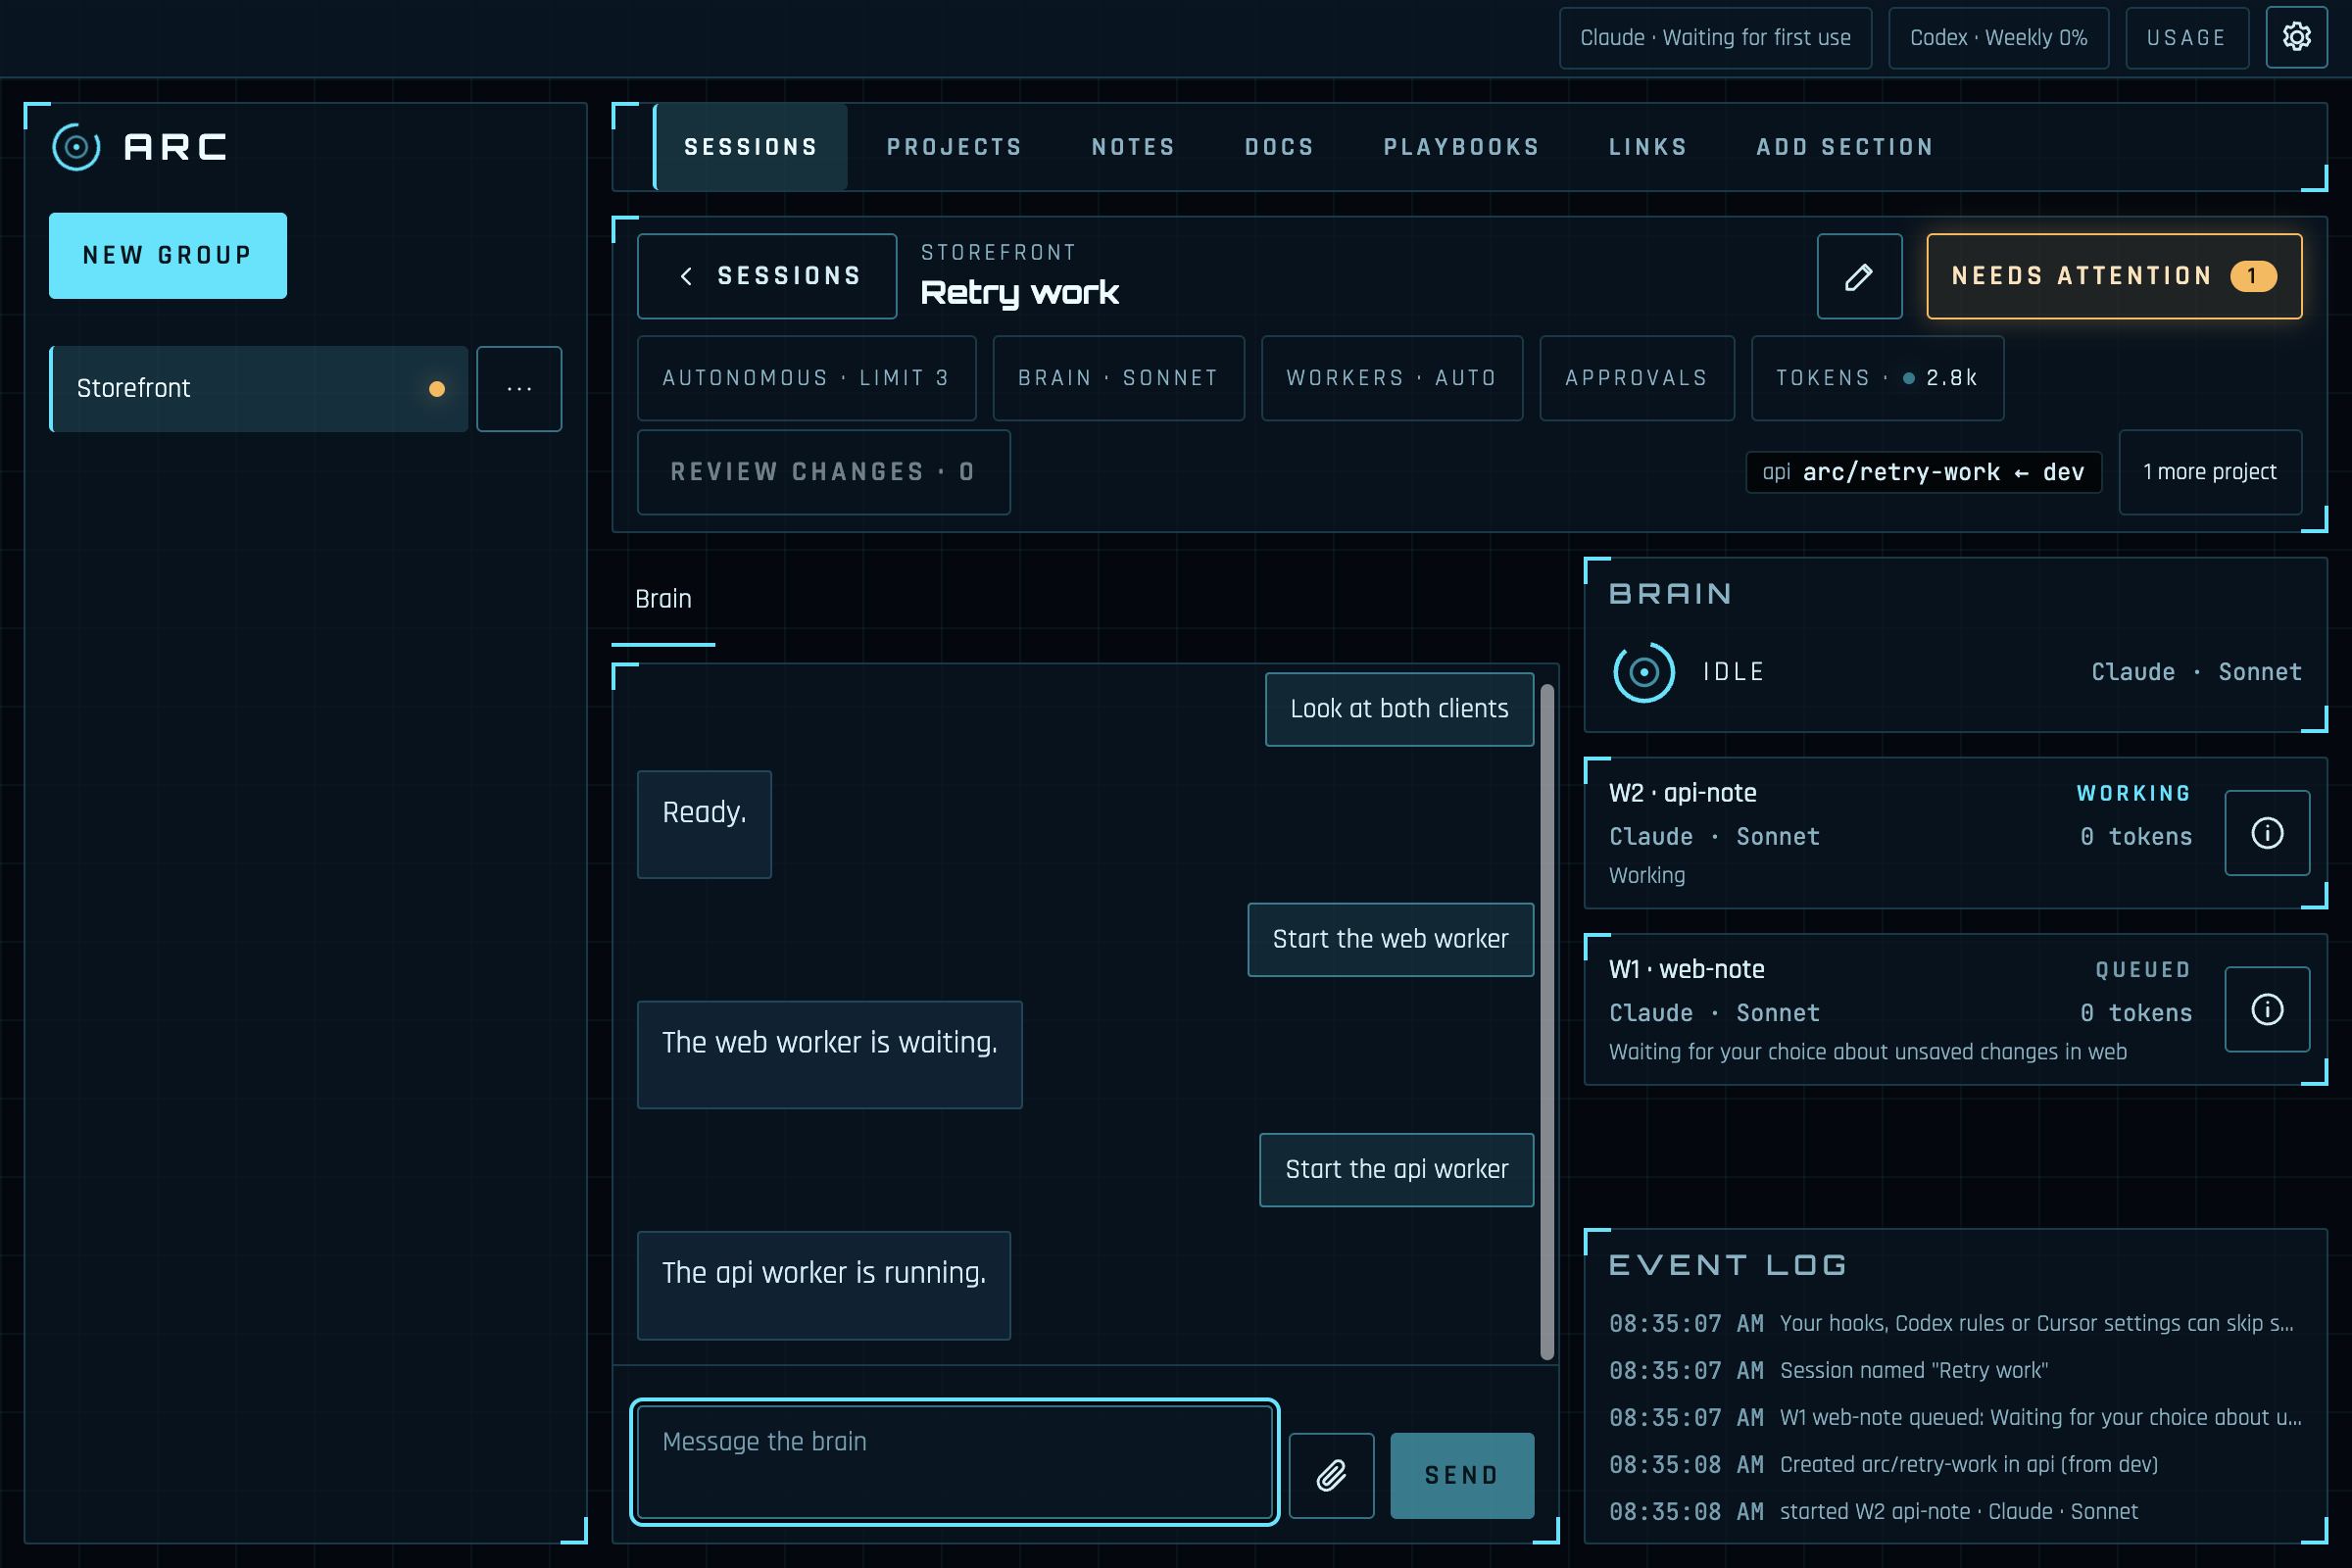 Claude · Waiting for first use
Codex · Weekly 0%
USAGE
ARC
NEW GROUP
Storefront
···
SESSIONS
PROJECTS
NOTES
DOCS
PLAYBOOKS
LINKS
ADD SECTION
SESSIONS
STOREFRONT
Retry work
NEEDS ATTENTION 1
AUTONOMOUS · LIMIT 3
BRAIN · SONNET
WORKERS · AUTO
APPROVALS
TOKENS · 2.8k
REVIEW CHANGES · 0
api arc/retry-work ← dev
1 more project
Brain
Look at both clients
Ready.
Start the web worker
The web worker is waiting.
Start the api worker
The api worker is running.
Message the brain
SEND
BRAIN
IDLE
Claude · Sonnet
W2 · api-note
WORKING
Claude · Sonnet
0 tokens
Working
W1 · web-note
QUEUED
Claude · Sonnet
0 tokens
Waiting for your choice about unsaved changes in web
EVENT LOG
08:35:07 AM Your hooks, Codex rules or Cursor settings can skip s...
08:35:07 AM Session named "Retry work"
08:35:07 AM W1 web-note queued: Waiting for your choice about u...
08:35:08 AM Created arc/retry-work in api (from dev)
08:35:08 AM started W2 api-note · Claude · Sonnet